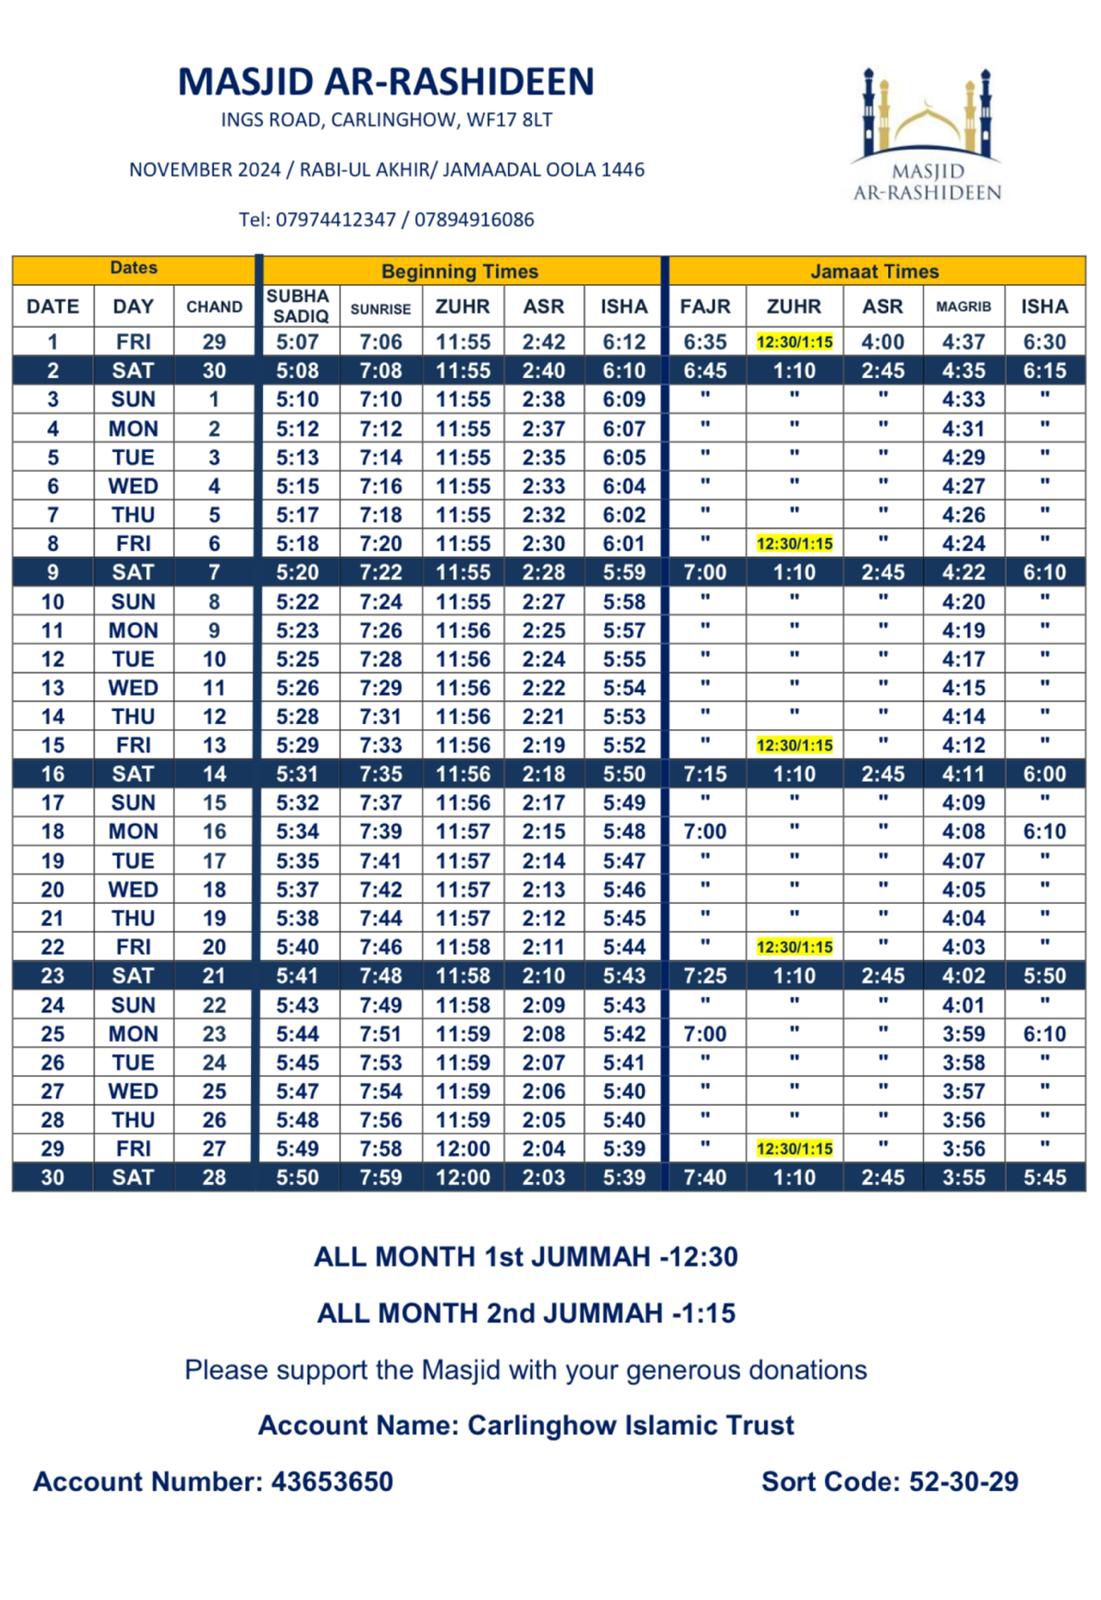 MASJID AR-RASHIDEEN
INGS ROAD, CARLINGHOW, WF17 8LT
NOVEMBER 2024 / RABI-UL AKHIR/ JAMAADAL OOLA 1446
Tel: 07974412347 / 07894916086
MASJID
AR-RASHIDEEN
Dates Beginning Times Jamaat Times
DATE DAY CHAND SUBHA SADIQ SUNRISE ZUHR ASR ISHA FAJR ZUHR ASR MAGRIB ISHA
1 FRI 29 5:07 7:06 11:55 2:42 6:12 6:35 12:30/1:15 4:00 4:37 6:30
2 SAT 30 5:08 7:08 11:55 2:40 6:10 6:45 1:10 2:45 4:35 6:15
3 SUN 1 5:10 7:10 11:55 2:38 6:09 " " " 4:33 "
4 MON 2 5:12 7:12 11:55 2:37 6:07 " " " 4:31 "
5 TUE 3 5:13 7:14 11:55 2:35 6:05 " " " 4:29 "
6 WED 4 5:15 7:16 11:55 2:33 6:04 " " " 4:27 "
7 THU 5 5:17 7:18 11:55 2:32 6:02 " " " 4:26 "
8 FRI 6 5:18 7:20 11:55 2:30 6:01 " 12:30/1:15 " 4:24 "
9 SAT 7 5:20 7:22 11:55 2:28 5:59 7:00 1:10 2:45 4:22 6:10
10 SUN 8 5:22 7:24 11:55 2:27 5:58 " " " 4:20 "
11 MON 9 5:23 7:26 11:56 2:25 5:57 " " " 4:19 "
12 TUE 10 5:25 7:28 11:56 2:24 5:55 " " " 4:17 "
13 WED 11 5:26 7:29 11:56 2:22 5:54 " " " 4:15 "
14 THU 12 5:28 7:31 11:56 2:21 5:53 " " " 4:14 "
15 FRI 13 5:29 7:33 11:56 2:19 5:52 " 12:30/1:15 " 4:12 "
16 SAT 14 5:31 7:35 11:56 2:18 5:50 7:15 1:10 2:45 4:11 6:00
17 SUN 15 5:32 7:37 11:56 2:17 5:49 " " " 4:09 "
18 MON 16 5:34 7:39 11:57 2:15 5:48 7:00 " " 4:08 6:10
19 TUE 17 5:35 7:41 11:57 2:14 5:47 " " " 4:07 "
20 WED 18 5:37 7:42 11:57 2:13 5:46 " " " 4:05 "
21 THU 19 5:38 7:44 11:57 2:12 5:45 " " " 4:04 "
22 FRI 20 5:40 7:46 11:58 2:11 5:44 " 12:30/1:15 " 4:03 "
23 SAT 21 5:41 7:48 11:58 2:10 5:43 7:25 1:10 2:45 4:02 5:50
24 SUN 22 5:43 7:49 11:58 2:09 5:43 " " " 4:01 "
25 MON 23 5:44 7:51 11:59 2:08 5:42 7:00 " " 3:59 6:10
26 TUE 24 5:45 7:53 11:59 2:07 5:41 " " " 3:58 "
27 WED 25 5:47 7:54 11:59 2:06 5:40 " " " 3:57 "
28 THU 26 5:48 7:56 11:59 2:05 5:40 " " " 3:56 "
29 FRI 27 5:49 7:58 12:00 2:04 5:39 " 12:30/1:15 " 3:56 "
30 SAT 28 5:50 7:59 12:00 2:03 5:39 7:40 1:10 2:45 3:55 5:45
ALL MONTH 1st JUMMAH -12:30
ALL MONTH 2nd JUMMAH -1:15
Please support the Masjid with your generous donations
Account Name: Carlinghow Islamic Trust
Account Number: 43653650 Sort Code: 52-30-29